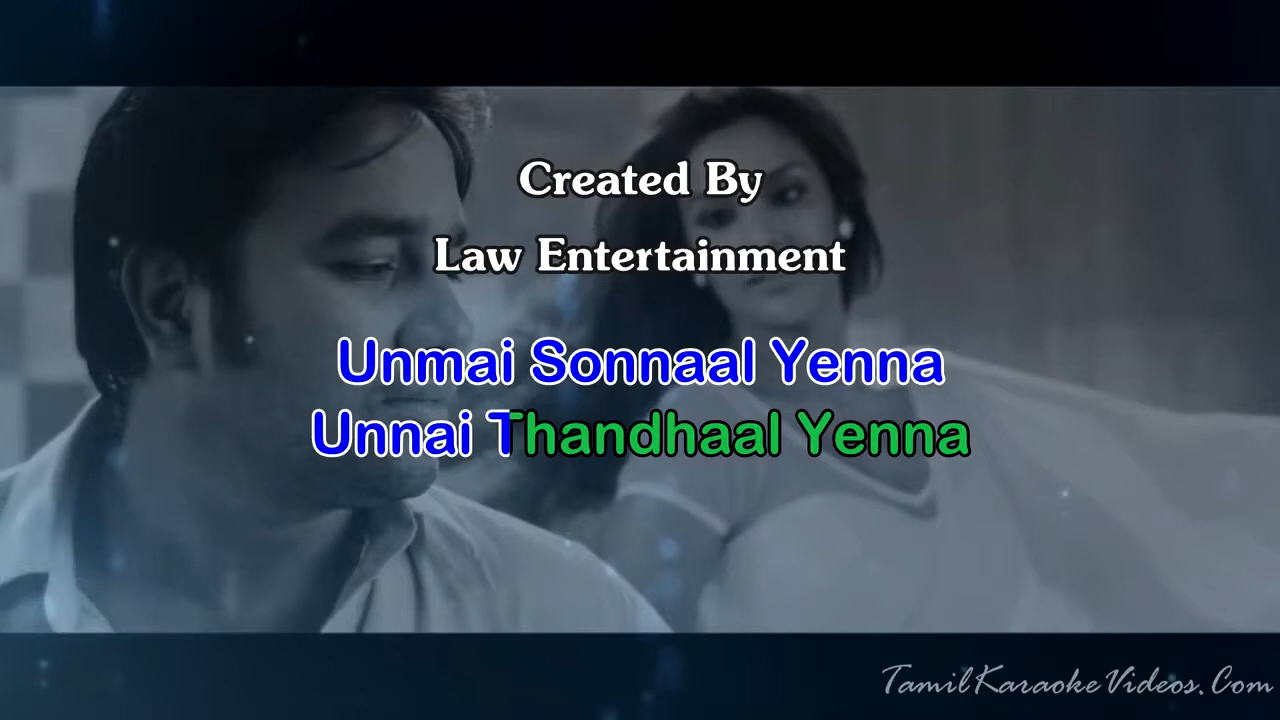 Created By
Law Entertainment
Unmai Sonnaal Yenna
Unnai Thandhaal Yenna
TamilKaraokeVideos.Com